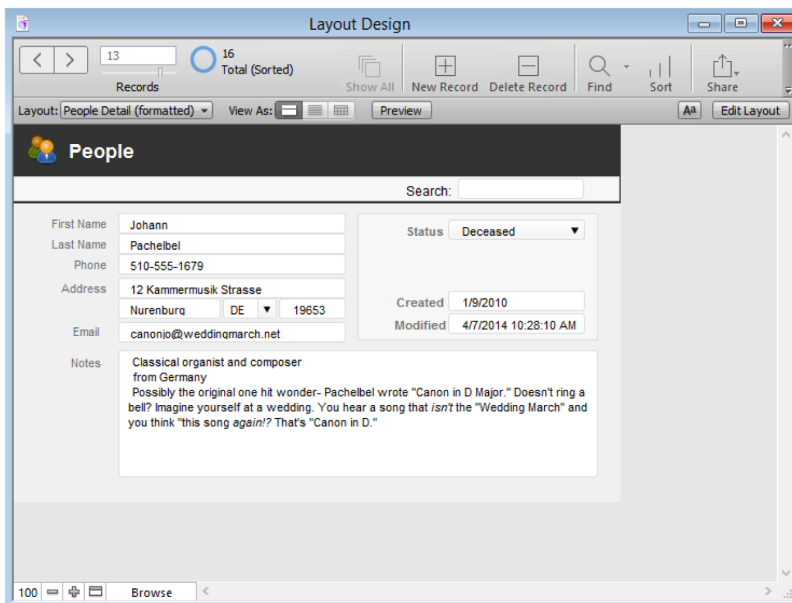 Layout Design
13
16
Total (Sorted)
Records
Show All
New Record
Delete Record
Find
Sort
Share
Layout: People Detail (formatted)
View As:
Preview
Aa
Edit Layout
People
Search:
First Name
Johann
Last Name
Pachelbel
Phone
510-555-1679
Address
12 Kammermusik Strasse
Nurenburg
DE
19653
Email
canonio@weddingmarch.net
Status
Deceased
Created
1/9/2010
Modified
4/7/2014 10:28:10 AM
Notes
Classical organist and composer
from Germany
Possibly the original one hit wonder- Pachelbel wrote "Canon in D Major." Doesn't ring a
bell? Imagine yourself at a wedding. You hear a song that isn't the "Wedding March" and
you think "this song again!? That's "Canon in D."
100
Browse